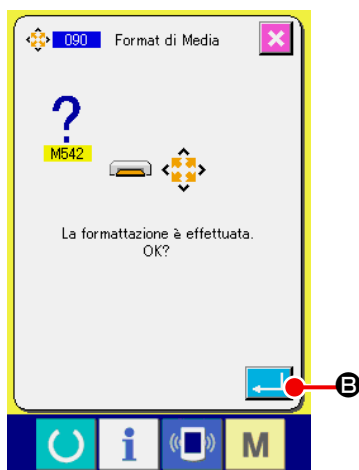 090 Format di Media
?
M542
La formattazione è effettuata.
OK?
B
i
M